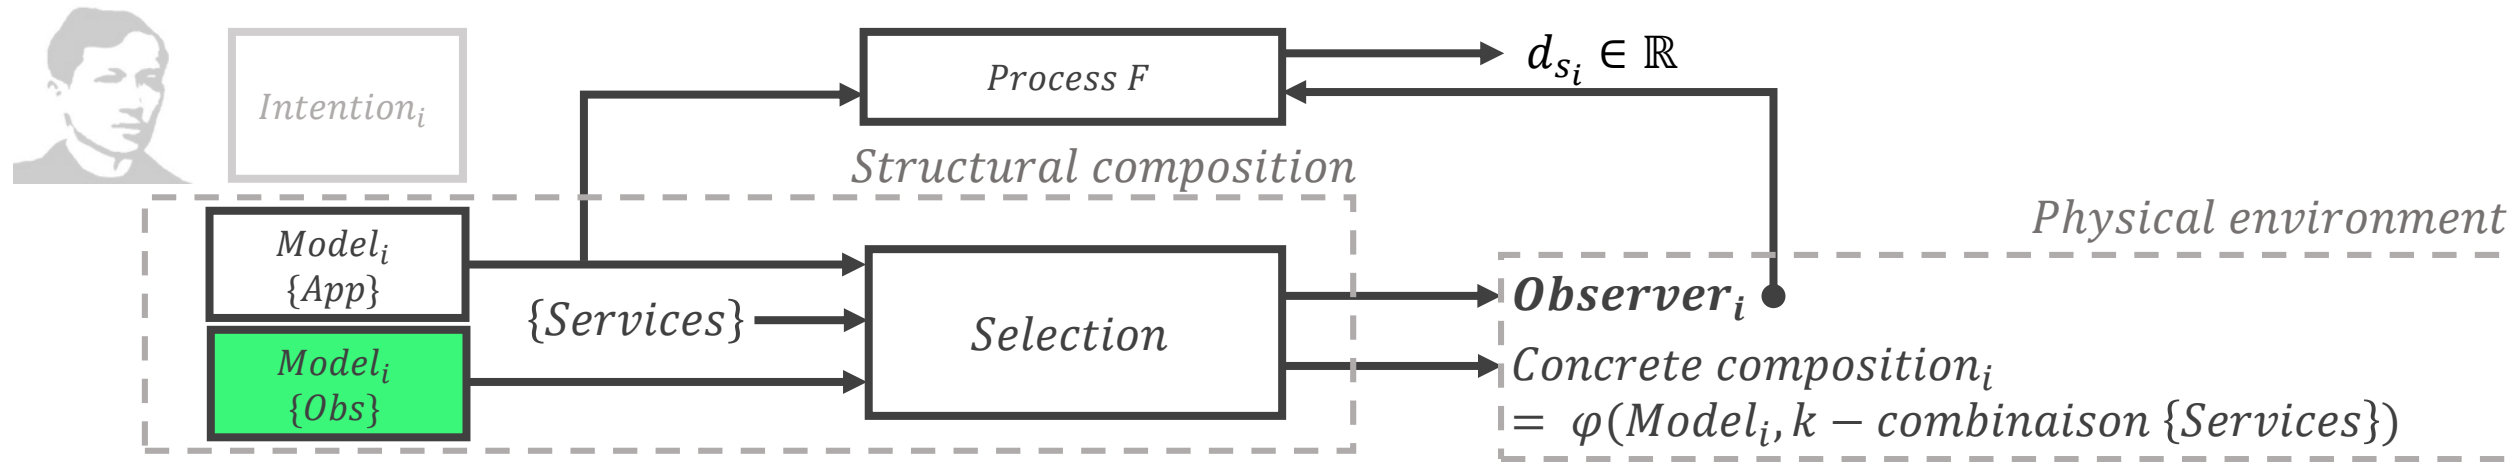 Intention_i
Process F
d_{s_i} ∈ ℝ
Structural composition
Physical environment
Model_i
{App}
{Services}
Model_i
{Obs}
Selection
Observer_i
Concrete composition_i
= φ(Model_i, k − combinaison {Services})